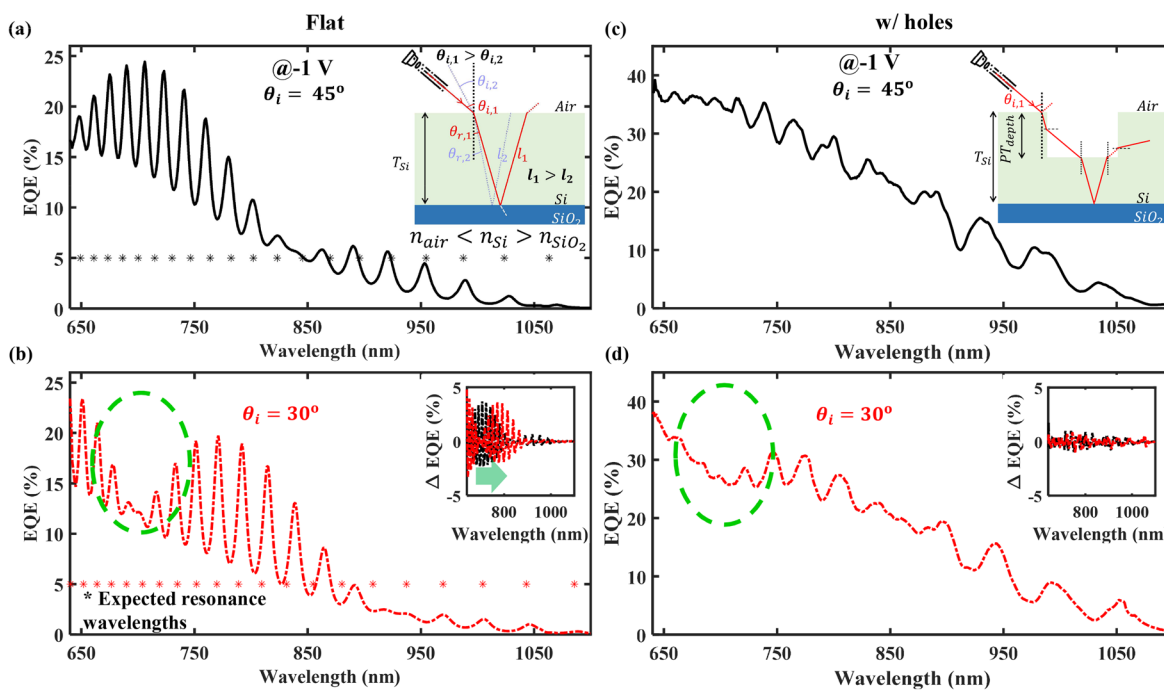 Flat
w/ holes
(a)
25
20
15
10
5
0
EQE (%)
650
750
850
950
1050
Wavelength (nm)
@-1 V
θi = 45º
θi,1 > θi,2
θi,2
θi,1
Air
θr,1
θr,2
TSi
l2
l1
l1 > l2
Si
SiO2
nair < nSi > nSiO2
(c)
40
30
20
10
0
EQE (%)
650
750
850
950
1050
Wavelength (nm)
@-1 V
θi = 45º
θi,1
Air
TSi
PTdepth
Si
SiO2
(b)
25
20
15
10
5
0
EQE (%)
650
750
850
950
1050
Wavelength (nm)
θi = 30º
* Expected resonance
wavelengths
5
0
−5
Δ EQE (%)
800
1000
Wavelength (nm)
(d)
40
30
20
10
0
EQE (%)
650
750
850
950
1050
Wavelength (nm)
θi = 30º
5
0
−5
Δ EQE (%)
800
1000
Wavelength (nm)